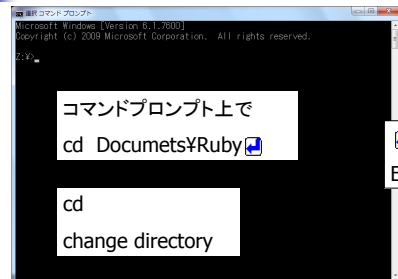 選択 コマンド プロンプト
Microsoft Windows [Version 6.1.7600]
Copyright (c) 2009 Microsoft Corporation. All rights reserved.
Z:¥>
コマンドプロンプト上で
cd Documets¥Ruby
cd
change directory